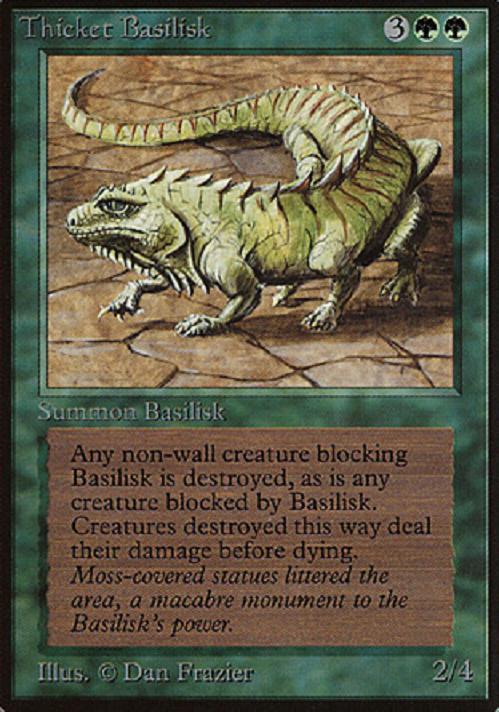 Thicket Basilisk 3
Summon Basilisk
Any non-wall creature blocking
Basilisk is destroyed, as is any
creature blocked by Basilisk.
Creatures destroyed this way deal
their damage before dying.
Moss-covered statues littered the
area, a macabre monument to the
Basilisk's power.
Illus. © Dan Frazier 2/4